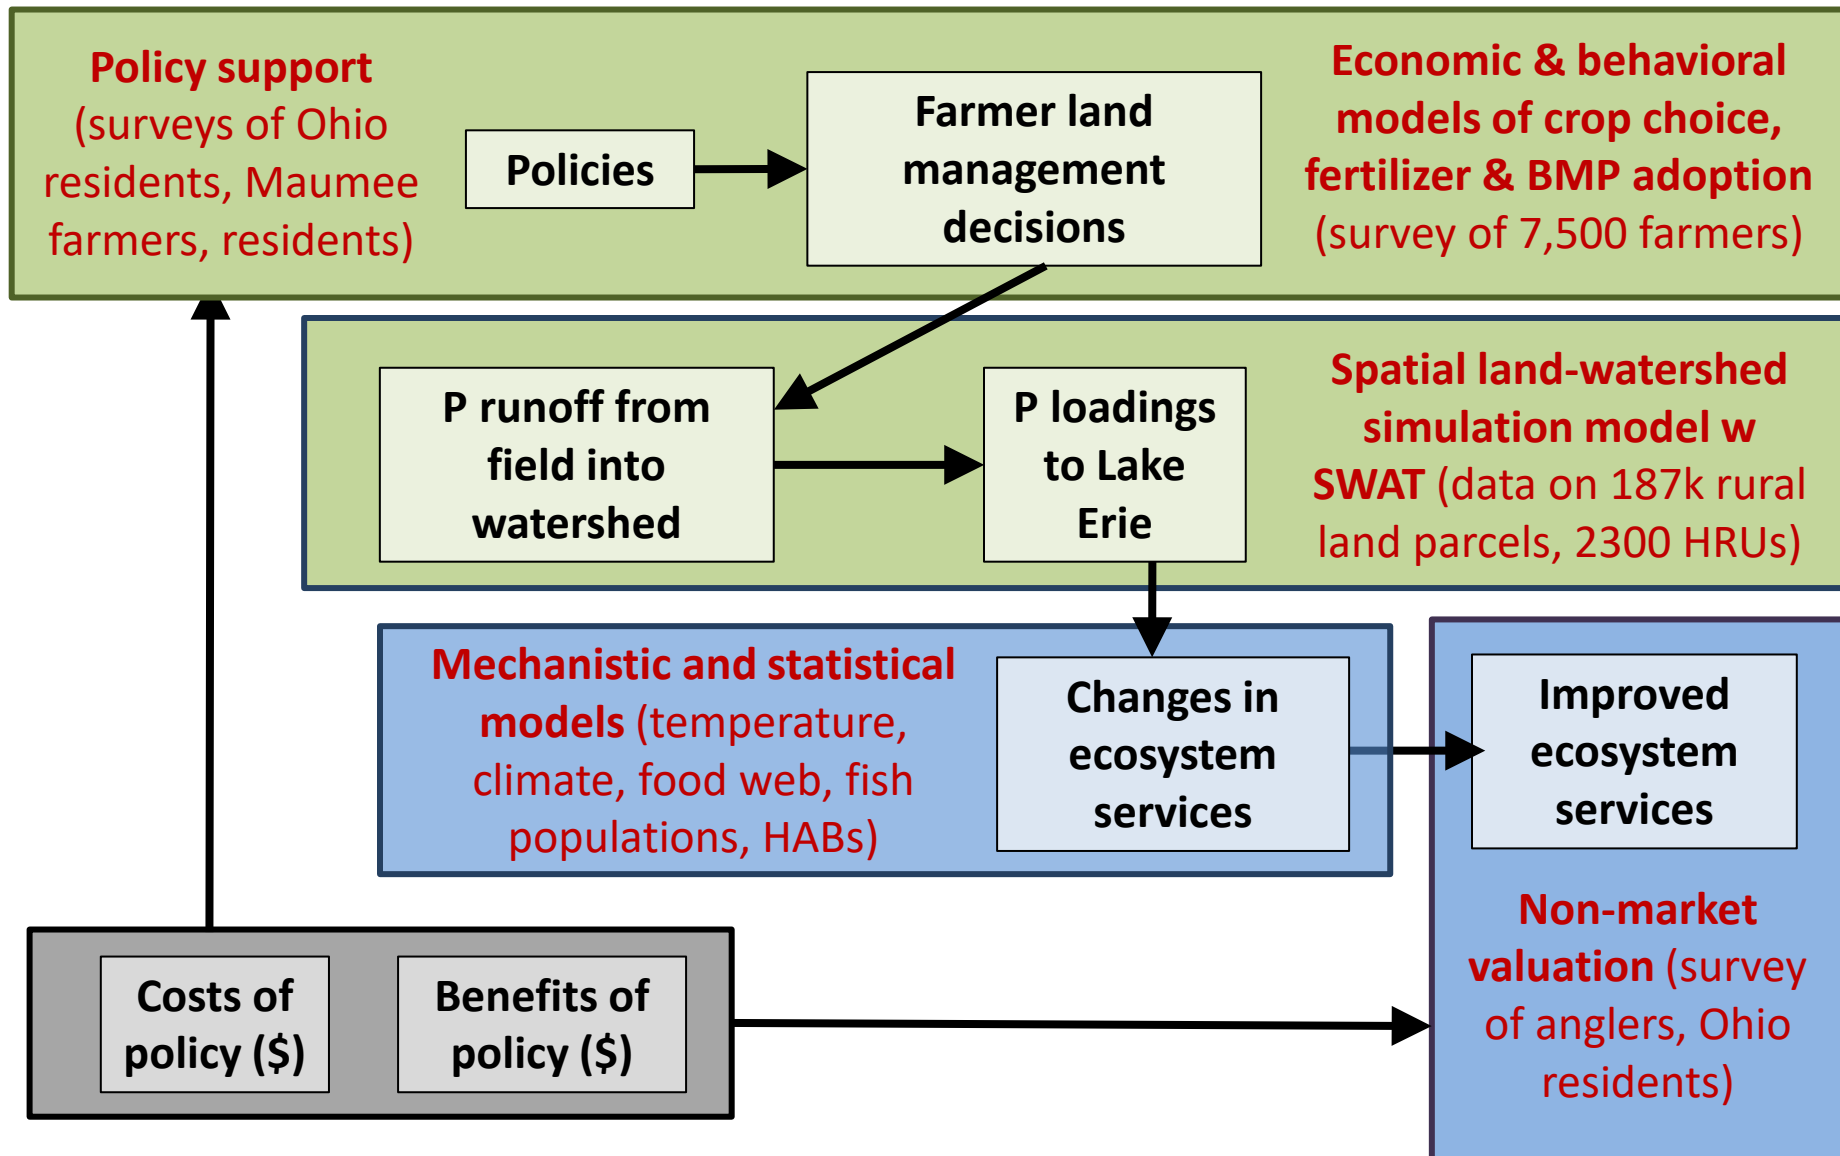 Policy support
(surveys of Ohio
residents, Maumee
farmers, residents)
Policies
Farmer land
management
decisions
Economic & behavioral
models of crop choice,
fertilizer & BMP adoption
(survey of 7,500 farmers)
P runoff from
field into
watershed
P loadings
to Lake
Erie
Spatial land-watershed
simulation model w
SWAT (data on 187k rural
land parcels, 2300 HRUs)
Mechanistic and statistical
models (temperature,
climate, food web, fish
populations, HABs)
Changes in
ecosystem
services
Improved
ecosystem
services
Non-market
valuation (survey
of anglers, Ohio
residents)
Costs of
policy ($)
Benefits of
policy ($)